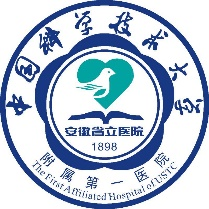 中国科学技术大学
安徽省立医院
1898
附属第一医院
The First Affiliated Hospital of USTC